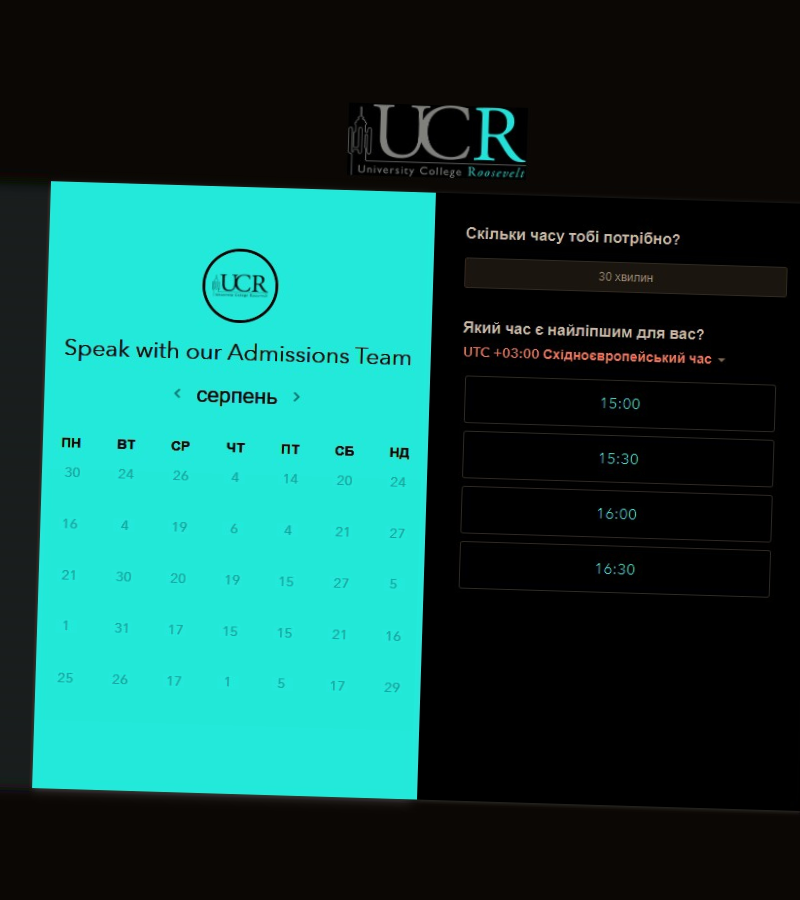 UCR
University College Roosevelt
UCR
University College Roosevelt
Speak with our Admissions Team
серпень
ПН ВТ СР ЧТ ПТ СБ НД
30 24 26 4 14 20 24
16 4 19 6 4 21 27
21 30 20 19 15 27 5
1 31 17 15 15 21 16
25 26 17 1 5 17 29
Скільки часу тобі потрібно?
30 хвилин
Який час є найліпшим для вас?
UTC +03:00 Східноєвропейський час
15:00
15:30
16:00
16:30